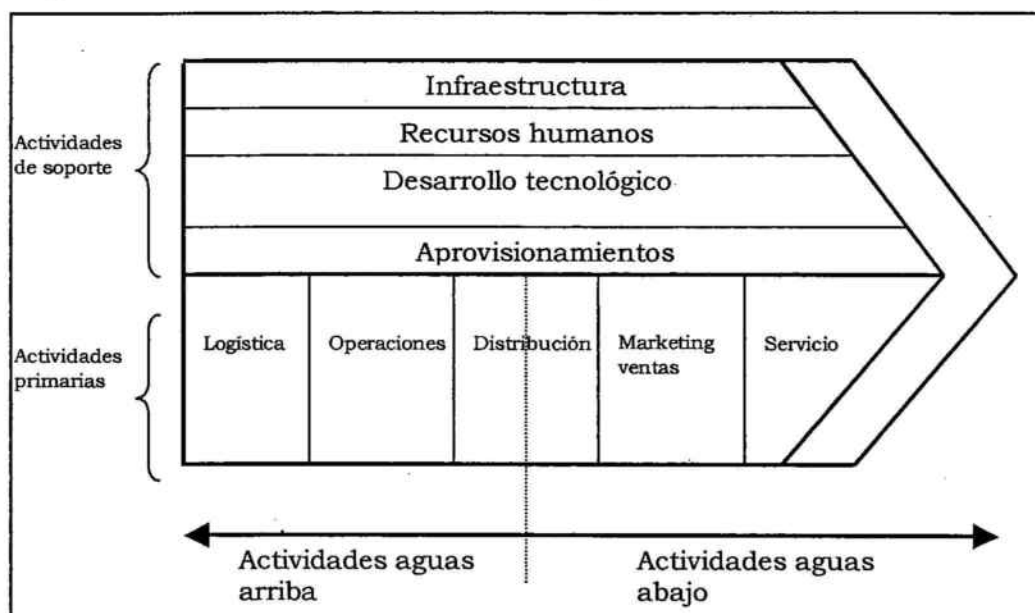 Infraestructura
Recursos humanos
Desarrollo tecnológico
Aprovisionamientos
Actividades
de soporte
Logística
Operaciones
Distribución
Marketing
ventas
Servicio
Actividades
primarias
Actividades aguas
arriba
Actividades aguas
abajo